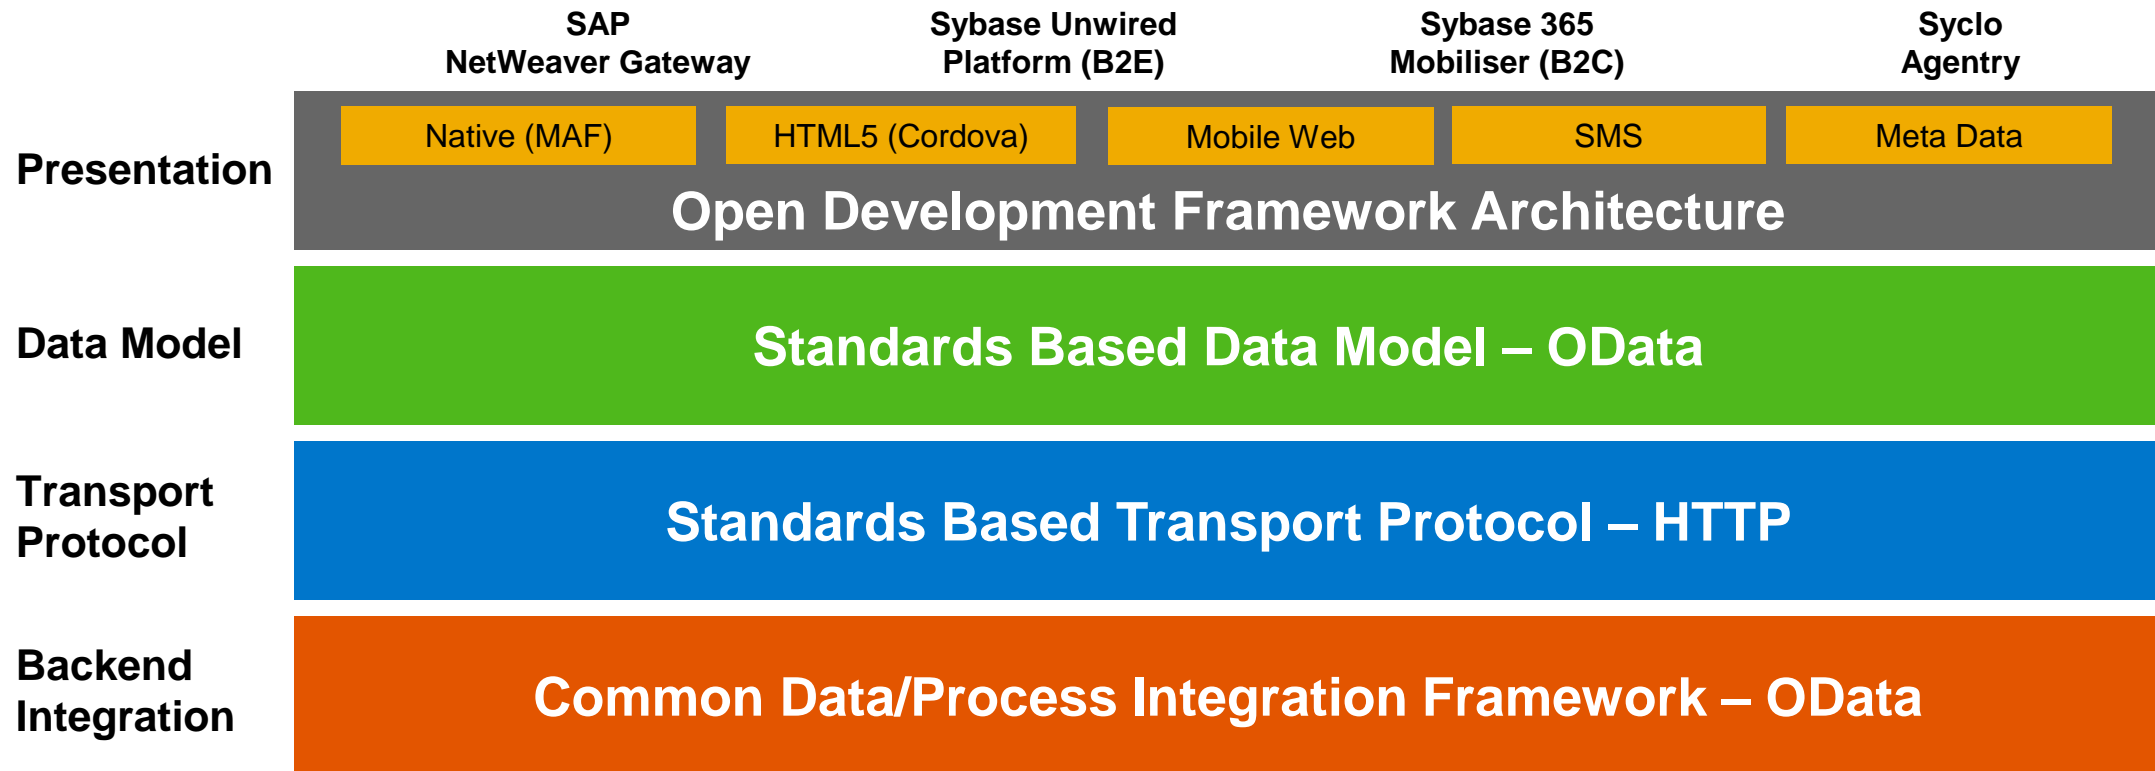 SAP
NetWeaver Gateway
Sybase Unwired
Platform (B2E)
Sybase 365
Mobiliser (B2C)
Syclo
Agentry
Presentation
Native (MAF)
HTML5 (Cordova)
Mobile Web
SMS
Meta Data
Open Development Framework Architecture
Data Model
Standards Based Data Model – OData
Transport
Protocol
Standards Based Transport Protocol – HTTP
Backend
Integration
Common Data/Process Integration Framework – OData